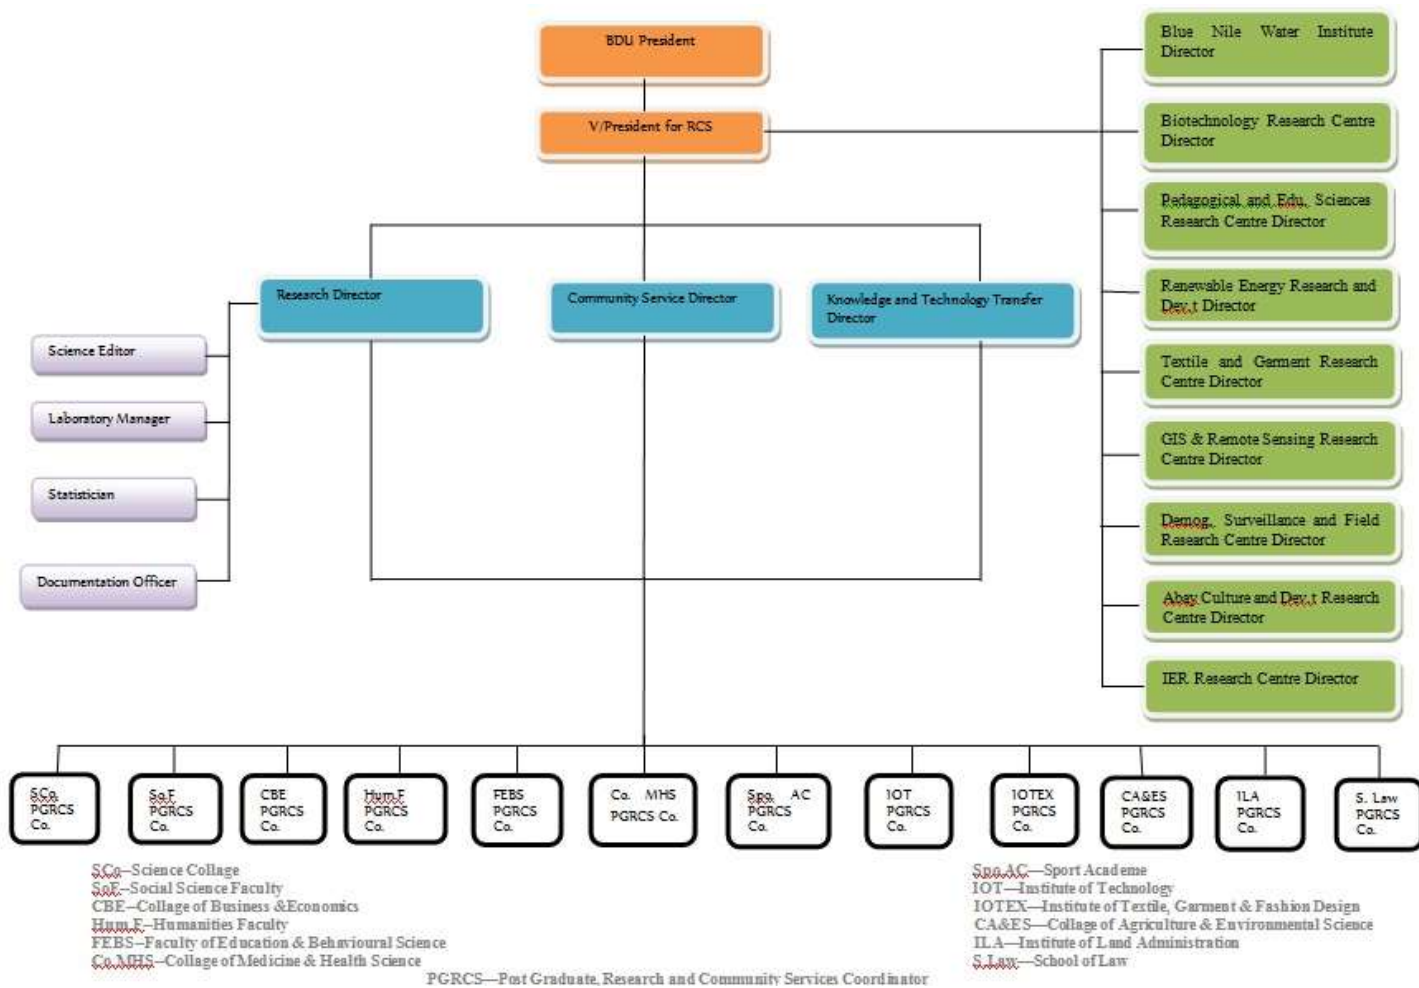 BDU President
V/President for RCS
Blue Nile Water Institute
Director
Biotechnology Research Centre
Director
Pedagogical and Edu. Sciences
Research Centre Director
Renewable Energy Research and
Dev.t Director
Textile and Garment Research
Centre Director
GIS & Remote Sensing Research
Centre Director
Demog. Surveillance and Field
Research Centre Director
Abay Culture and Dev.t Research
Centre Director
IER Research Centre Director
Research Director
Community Service Director
Knowledge and Technology Transfer
Director
Science Editor
Laboratory Manager
Statistician
Documentation Officer
SCo.
PGRCS
Co.
So.F
PGRCS
Co.
CBE
PGRCS
Co.
Hum.F
PGRCS
Co.
FEBS
PGRCS
Co.
Co. MHS
PGRCS Co.
Spo. AC
PGRCS
Co.
IOT
PGRCS
Co.
IOTEX
PGRCS
Co.
CA&ES
PGRCS
Co.
ILA
PGRCS
Co.
S. Law
PGRCS
Co.
SCo—Science Collage
SoF—Social Science Faculty
CBE—Collage of Business &Economics
Hum.F—Humanities Faculty
FEBS—Faculty of Education & Behavioural Science
Co.MHS—Collage of Medicine & Health Science
Spo.AC—Sport Academe
IOT—Institute of Technology
IOTEX—Institute of Textile, Garment & Fashion Design
CA&ES—Collage of Agriculture & Environmental Science
ILA—Institute of Land Administration
S.Law—School of Law
PGRCS—Post Graduate, Research and Community Services Coordinator